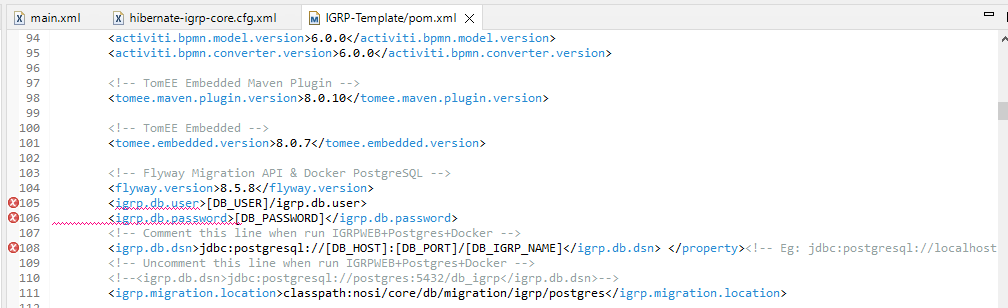 main.xml hibernate-igrp-core.cfg.xml IGRP-Template/pom.xml
94 <activiti.bpmn.model.version>6.0.0</activiti.bpmn.model.version>
95 <activiti.bpmn.converter.version>6.0.0</activiti.bpmn.converter.version>
96
97 <!-- TomEE Embedded Maven Plugin -->
98 <tomee.maven.plugin.version>8.0.10</tomee.maven.plugin.version>
99
100 <!-- TomEE Embedded -->
101 <tomee.embedded.version>8.0.7</tomee.embedded.version>
102
103 <!-- Flyway Migration API & Docker PostgreSQL -->
104 <flyway.version>8.5.8</flyway.version>
105 <igrp.db.user>[DB_USER]/igrp.db.user>
106 <igrp.db.password>[DB_PASSWORD]</igrp.db.password>
107 <!-- Comment this line when run IGRPWEB+Postgres+Docker -->
108 <igrp.db.dsn>jdbc:postgresql://[DB_HOST]:[DB_PORT]/[DB_IGRP_NAME]</igrp.db.dsn> </property><!-- Eg: jdbc:postgresql://localhost
109 <!-- Uncomment this line when run IGRPWEB+Postgres+Docker -->
110 <!--<igrp.db.dsn>jdbc:postgresql://postgres:5432/db_igrp</igrp.db.dsn>-->
111 <igrp.migration.location>classpath:nosi/core/db/migration/igrp/postgres</igrp.migration.location>